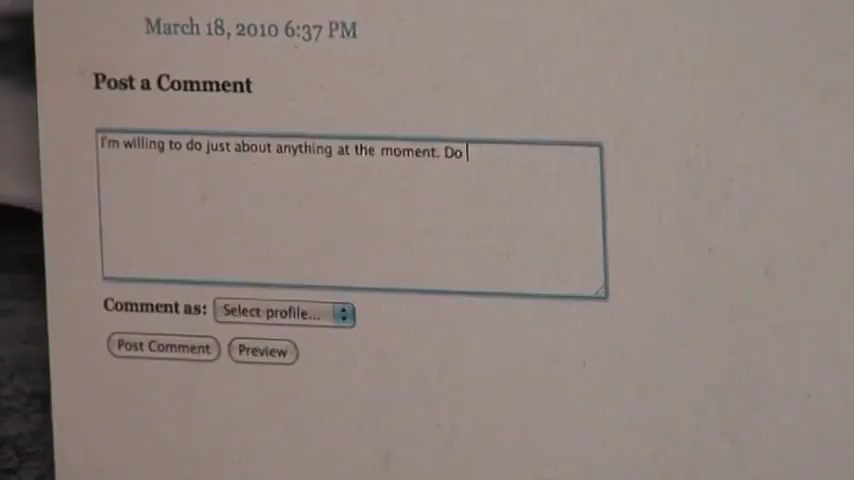 March 18, 2010 6:37 PM
Post a Comment
I'm willing to do just about anything at the moment. Do
Comment as: Select profile...
Post Comment Preview